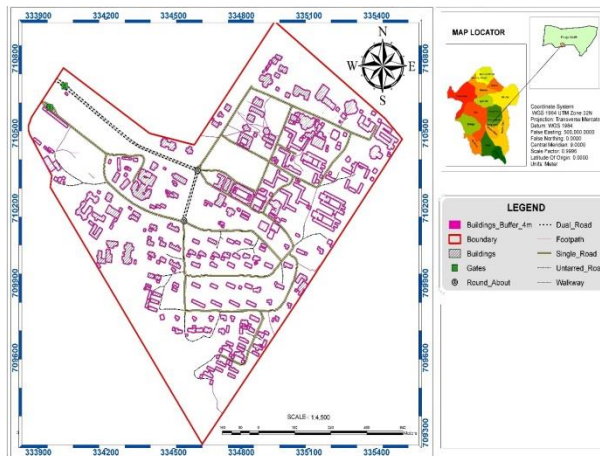 333900 334200 334500 334800 335100 335400
710800
710500
710200
709900
709600
709300
N
W E
S
SCALE : 1:4,500
333900 334200 334500 334800 335100 335400
MAP LOCATOR
Coordinate System
WGS 1984 UTM Zone 32N
Projection: Transverse Mercator
Datum: WGS 1984
False Easting: 500,000.0000
False Northing: 0.0000
Central Meridian: 9.0000
Scale Factor: 0.9996
Latitude Of Origin: 0.0000
Units: Meter
LEGEND
Buildings_Buffer_4m
Boundary
Buildings
Gates
Round_About
Dual_Road
Footpath
Single_Road
Untarred_Road
Walkway